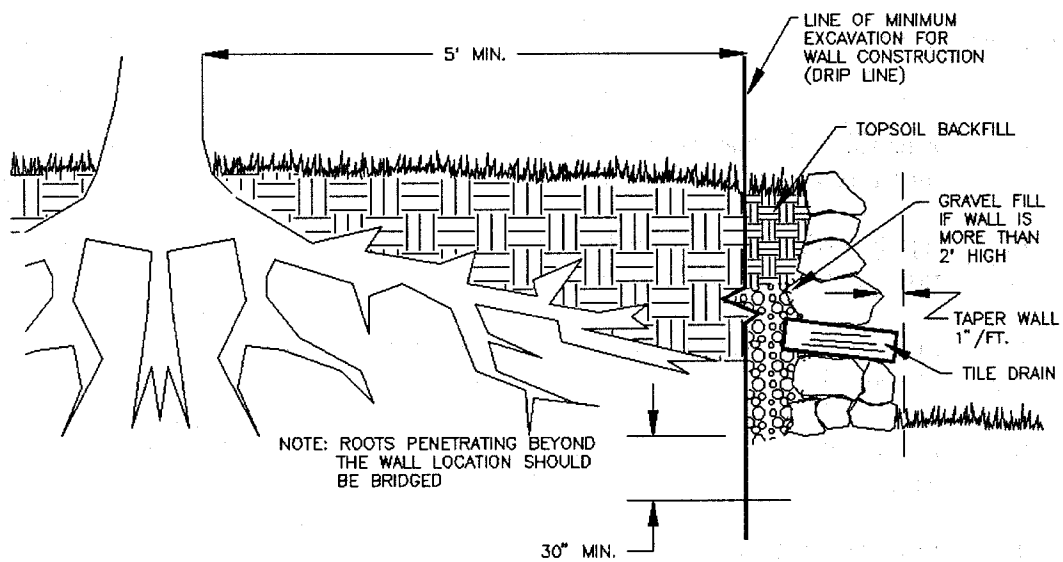 5' MIN.
LINE OF MINIMUM
EXCAVATION FOR
WALL CONSTRUCTION
(DRIP LINE)
TOPSOIL BACKFILL
GRAVEL FILL
IF WALL IS
MORE THAN
2' HIGH
TAPER WALL
1"/FT.
TILE DRAIN
NOTE: ROOTS PENETRATING BEYOND
THE WALL LOCATION SHOULD
BE BRIDGED
30" MIN.